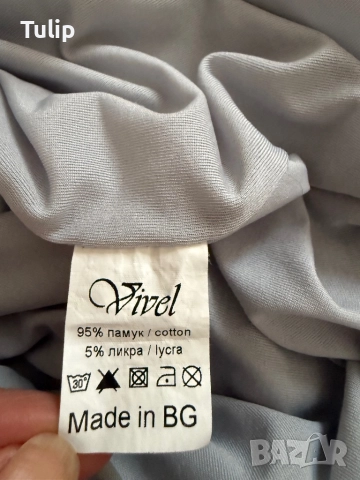 Tulip
Vivel
95% памук / cotton
5% ликра / lycra
30°
Made in BG
BAZAR